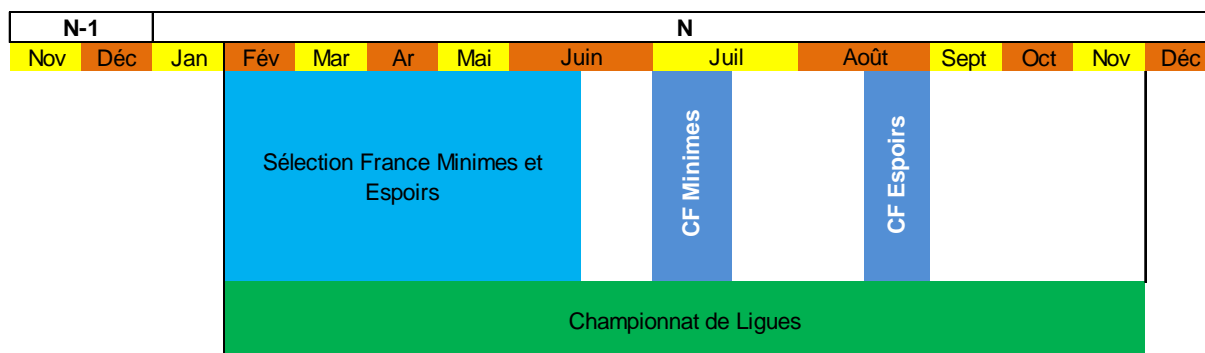 N-1 N
Nov Déc Jan Fév Mar Ar Mai Juin Juil Août Sept Oct Nov Déc
Sélection France Minimes et
Espoirs
CF Minimes
CF Espoirs
Championnat de Ligues